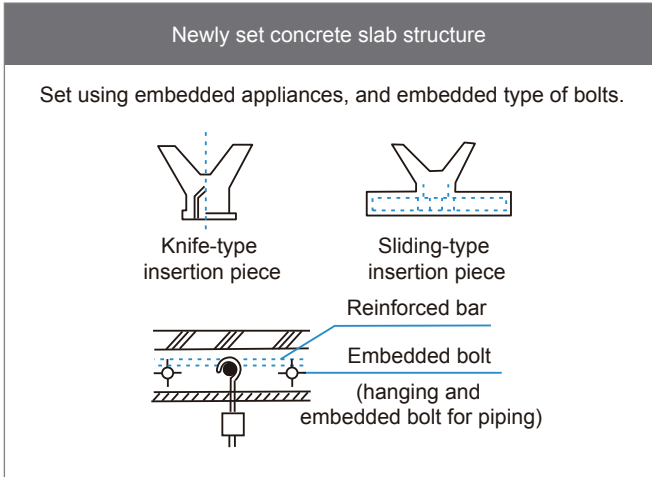 Newly set concrete slab structure
Set using embedded appliances, and embedded type of bolts.
Knife-type
insertion piece
Sliding-type
insertion piece
Reinforced bar
Embedded bolt
(hanging and
embedded bolt for piping)